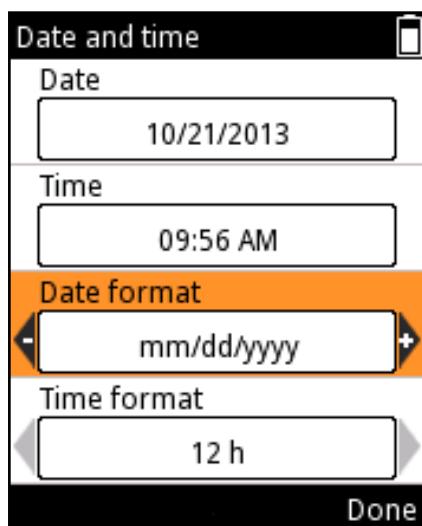 Date and time
Date
10/21/2013
Time
09:56 AM
Date format
- mm/dd/yyyy +
Time format
12 h
Done